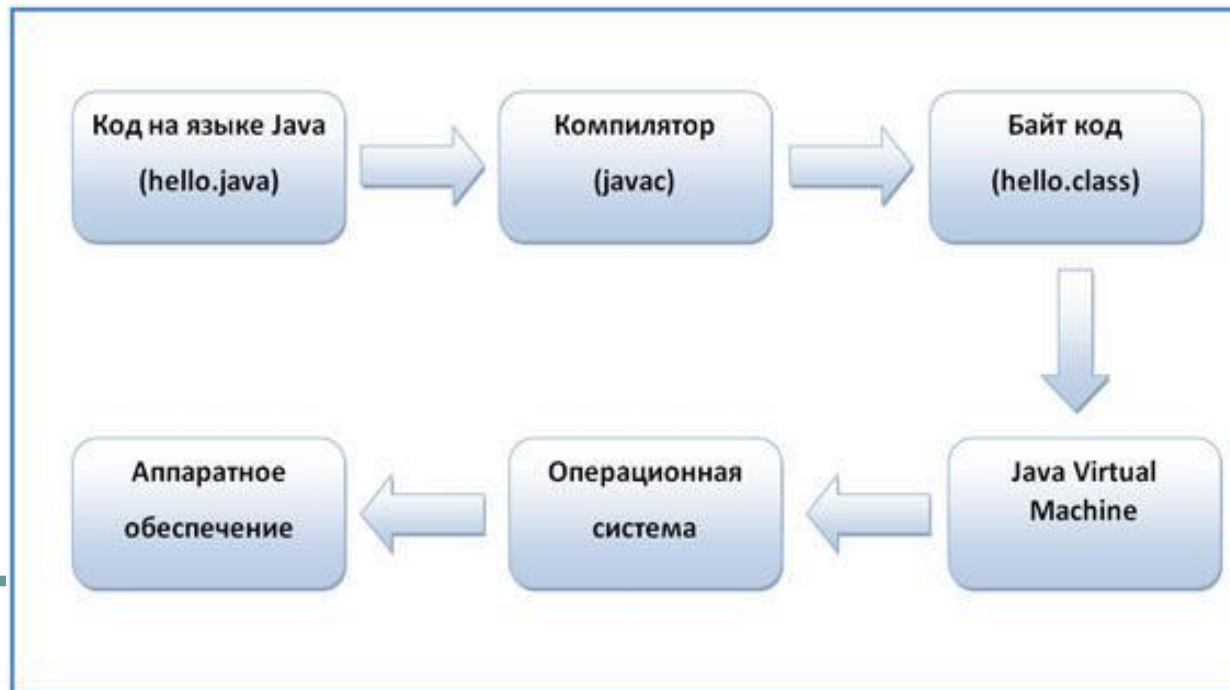 Код на языке Java
(hello.java)
Компилятор
(javac)
Байт код
(hello.class)
Аппаратное
обеспечение
Операционная
система
Java Virtual
Machine